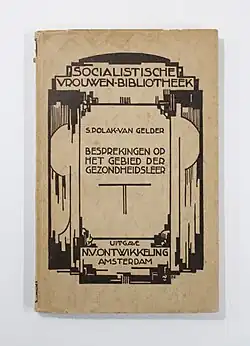 SOCIALISTISCHE
VROUWEN-BIBLIOTHEEK
S. POLAK-VAN GELDER
BESPREKINGEN OP
HET GEBIED DER
GEZONDHEIDSLEER
UITGAVE
N.V. ONTWIKKELING
AMSTERDAM